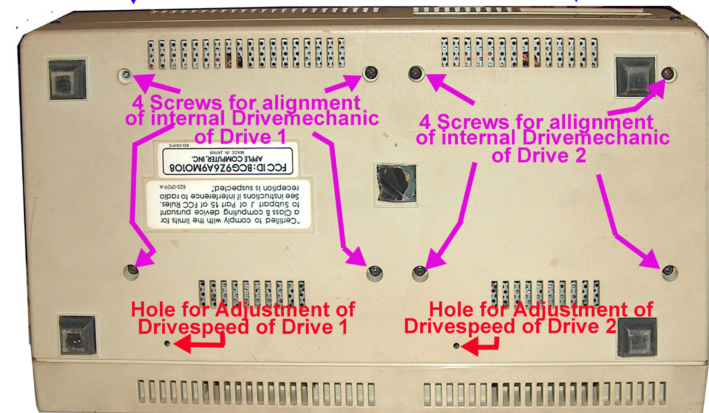 4 Screws for alignment
of internal Drivemechanic
of Drive 1
4 Screws for allignment
of internal Drivemechanic
of Drive 2
FCC ID: BCG9Z6A9M0108
APPLE COMPUTER, INC.
MADE IN JAPAN
825-0929-A
"Certified to comply with the limits for
a Class B computing device pursuant
to Subpart J of Part 15 of FCC Rules.
See instructions if interference to radio
reception is suspected."
Hole for Adjustment of
Drivespeed of Drive 1
Hole for Adjustment of
Drivespeed of Drive 2